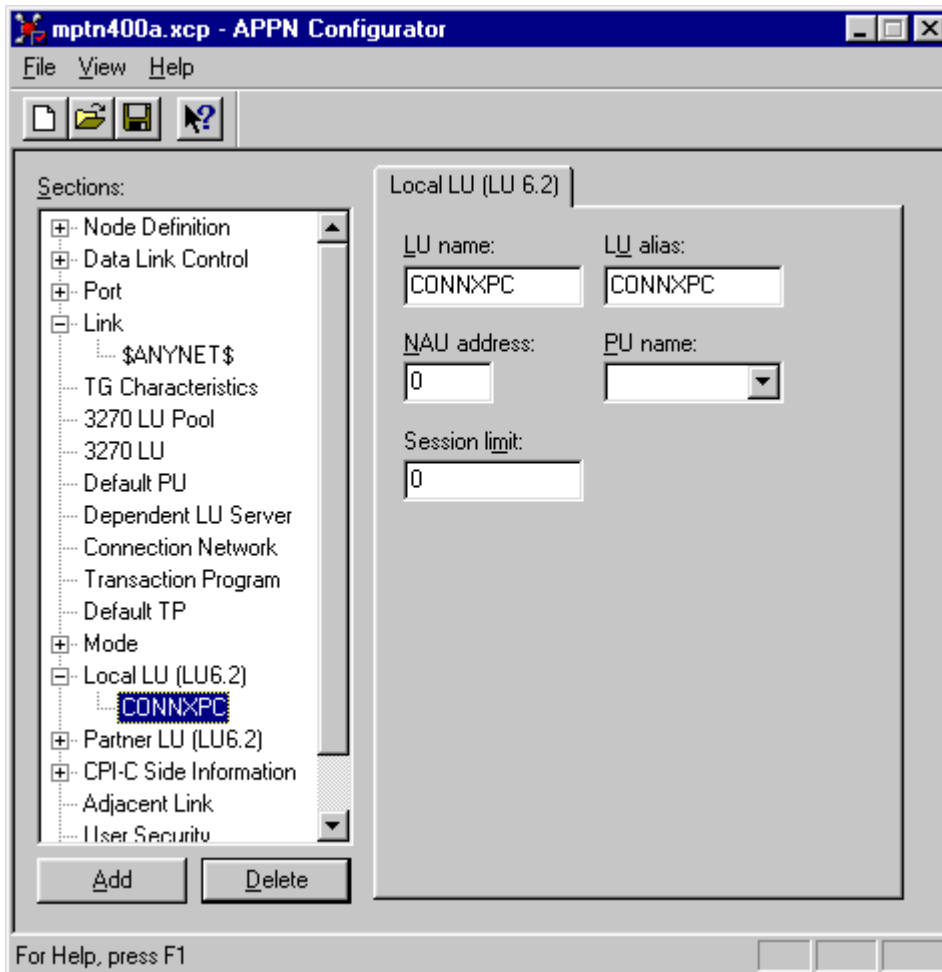 mptn400a.xcp - APPN Configurator
File View Help
Sections:
Node Definition
Data Link Control
Port
Link
$ANYNET$
TG Characteristics
3270 LU Pool
3270 LU
Default PU
Dependent LU Server
Connection Network
Transaction Program
Default TP
Mode
Local LU (LU6.2)
CONNXPC
Partner LU (LU6.2)
CPI-C Side Information
Adjacent Link
User Security
Add Delete
Local LU (LU 6.2)
LU name: LU alias:
CONNXPC CONNXPC
NAU address: PU name:
0
Session limit:
0
For Help, press F1